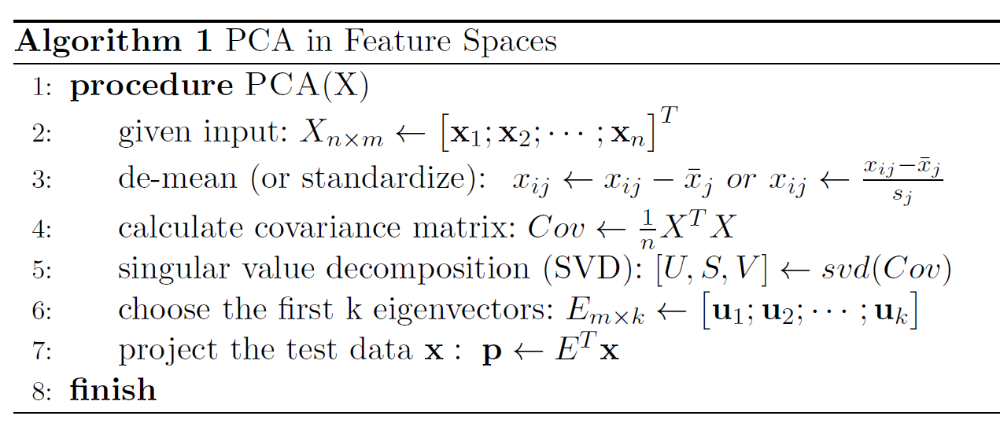 Algorithm 1 PCA in Feature Spaces
1: procedure PCA(X)
2: given input: $X_{n \times m} \leftarrow [\mathbf{x}_1; \mathbf{x}_2; \cdots; \mathbf{x}_n]^T$
3: de-mean (or standardize): $x_{ij} \leftarrow x_{ij} - \bar{x}_j \ or \ x_{ij} \leftarrow \frac{x_{ij} - \bar{x}_j}{s_j}$
4: calculate covariance matrix: $Cov \leftarrow \frac{1}{n} X^T X$
5: singular value decomposition (SVD): $[U, S, V] \leftarrow svd(Cov)$
6: choose the first k eigenvectors: $E_{m \times k} \leftarrow [\mathbf{u}_1; \mathbf{u}_2; \cdots; \mathbf{u}_k]$
7: project the test data $\mathbf{x} : \ \mathbf{p} \leftarrow E^T \mathbf{x}$
8: finish